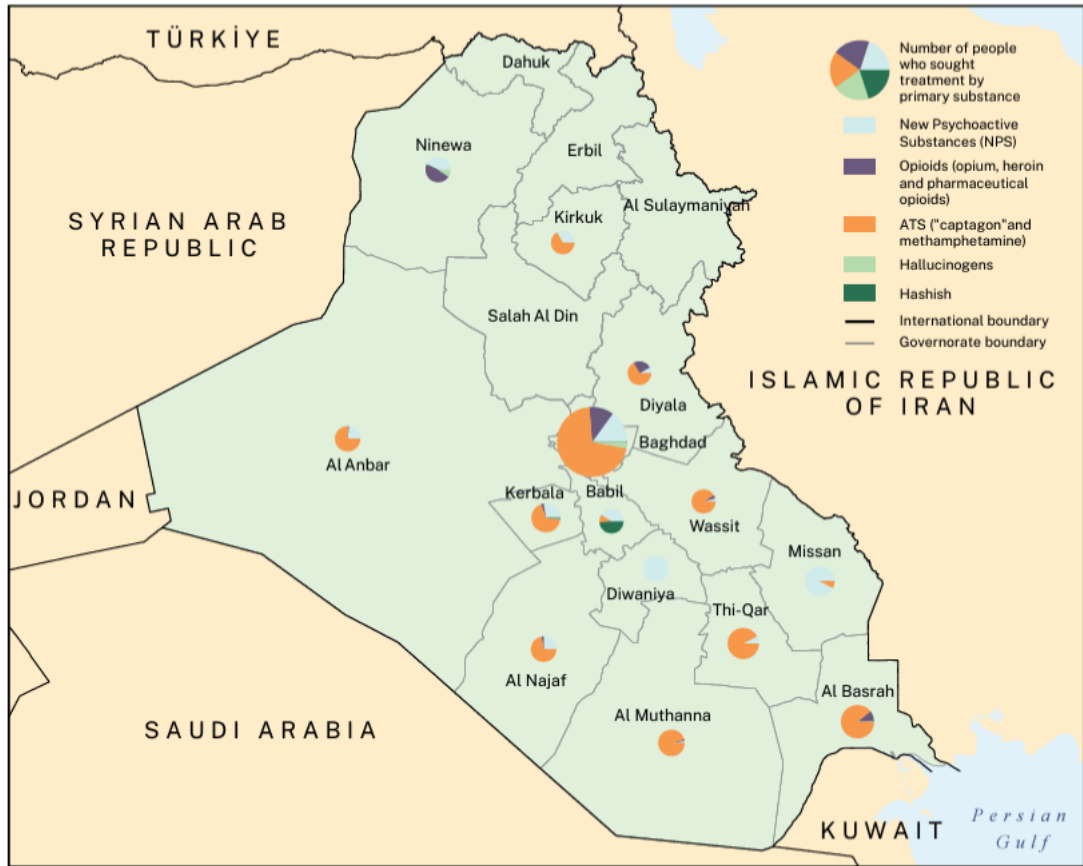 TÜRKİYE
Dahuk
Ninewa
Erbil
Al Sulaymaniyah
Kirkuk
SYRIAN ARAB
REPUBLIC
Salah Al Din
Diyala
Baghdad
Al Anbar
JORDAN
Kerbala
Babil
Wassit
Missan
Diwaniya
Thi-Qar
Al Najaf
Al Muthanna
Al Basrah
SAUDI ARABIA
KUWAIT
Persian
Gulf
ISLAMIC REPUBLIC
OF IRAN
Number of people
who sought
treatment by
primary substance
New Psychoactive
Substances (NPS)
Opioids (opium, heroin
and pharmaceutical
opioids)
ATS ("captagon"and
methamphetamine)
Hallucinogens
Hashish
International boundary
Governorate boundary